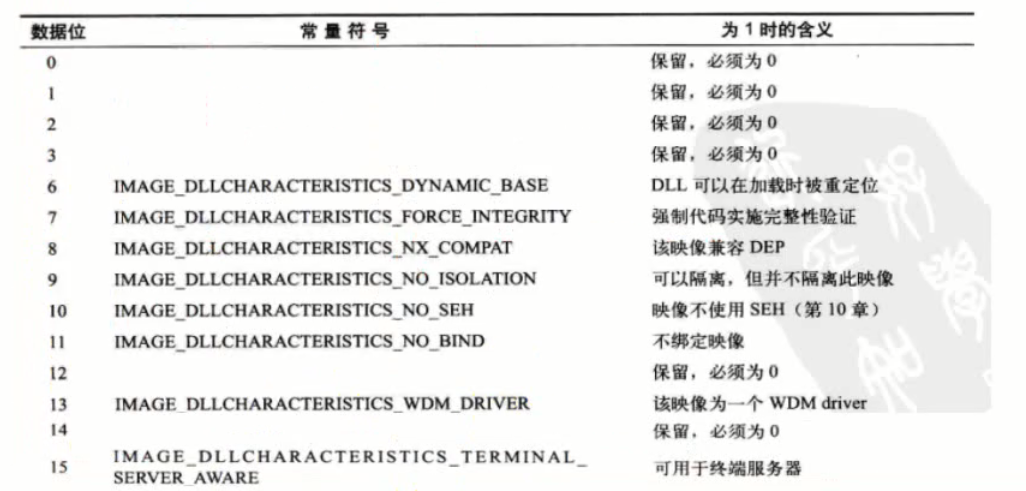 数据位 常量符号 为 1 时的含义
0 保留，必须为 0
1 保留，必须为 0
2 保留，必须为 0
3 保留，必须为 0
6 IMAGE_DLLCHARACTERISTICS_DYNAMIC_BASE DLL 可以在加载时被重定位
7 IMAGE_DLLCHARACTERISTICS_FORCE_INTEGRITY 强制代码实施完整性验证
8 IMAGE_DLLCHARACTERISTICS_NX_COMPAT 该映像兼容 DEP
9 IMAGE_DLLCHARACTERISTICS_NO_ISOLATION 可以隔离，但并不隔离此映像
10 IMAGE_DLLCHARACTERISTICS_NO_SEH 映像不使用 SEH（第 10 章）
11 IMAGE_DLLCHARACTERISTICS_NO_BIND 不绑定映像
12 保留，必须为 0
13 IMAGE_DLLCHARACTERISTICS_WDM_DRIVER 该映像为一个 WDM driver
14 保留，必须为 0
15 IMAGE_DLLCHARACTERISTICS_TERMINAL_ 可用于终端服务器
SERVER_AWARE